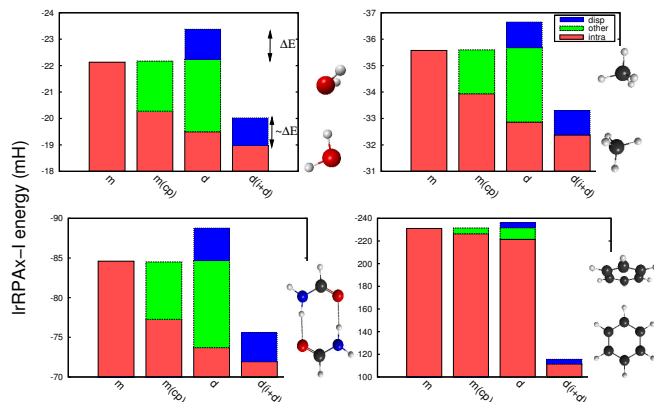 lrRPAx−I energy (mH)
-24
-23
-22
-21
-20
-19
-18
m
m(cp)
d
d(i+d)
ΔE
~ΔE
-37
-36
-35
-34
-33
-32
-31
m
m(cp)
d
d(i+d)
disp
other
intra
-90
-85
-80
-75
-70
m
m(cp)
d
d(i+d)
-240
-220
-200
-180
-160
140
120
100
m
m(cp)
d
d(i+d)